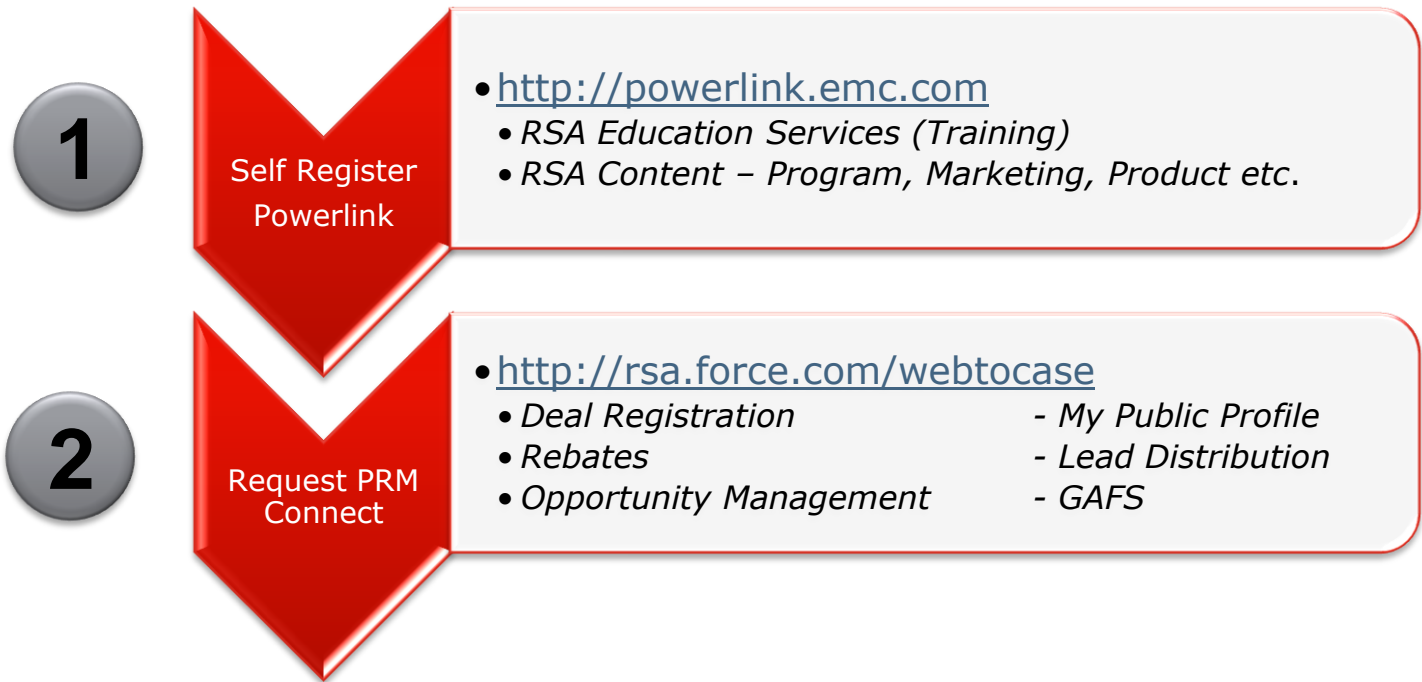 1
Self Register
Powerlink
•http://powerlink.emc.com
• RSA Education Services (Training)
• RSA Content – Program, Marketing, Product etc.
2
Request PRM
Connect
•http://rsa.force.com/webtocase
• Deal Registration - My Public Profile
• Rebates - Lead Distribution
• Opportunity Management - GAFS